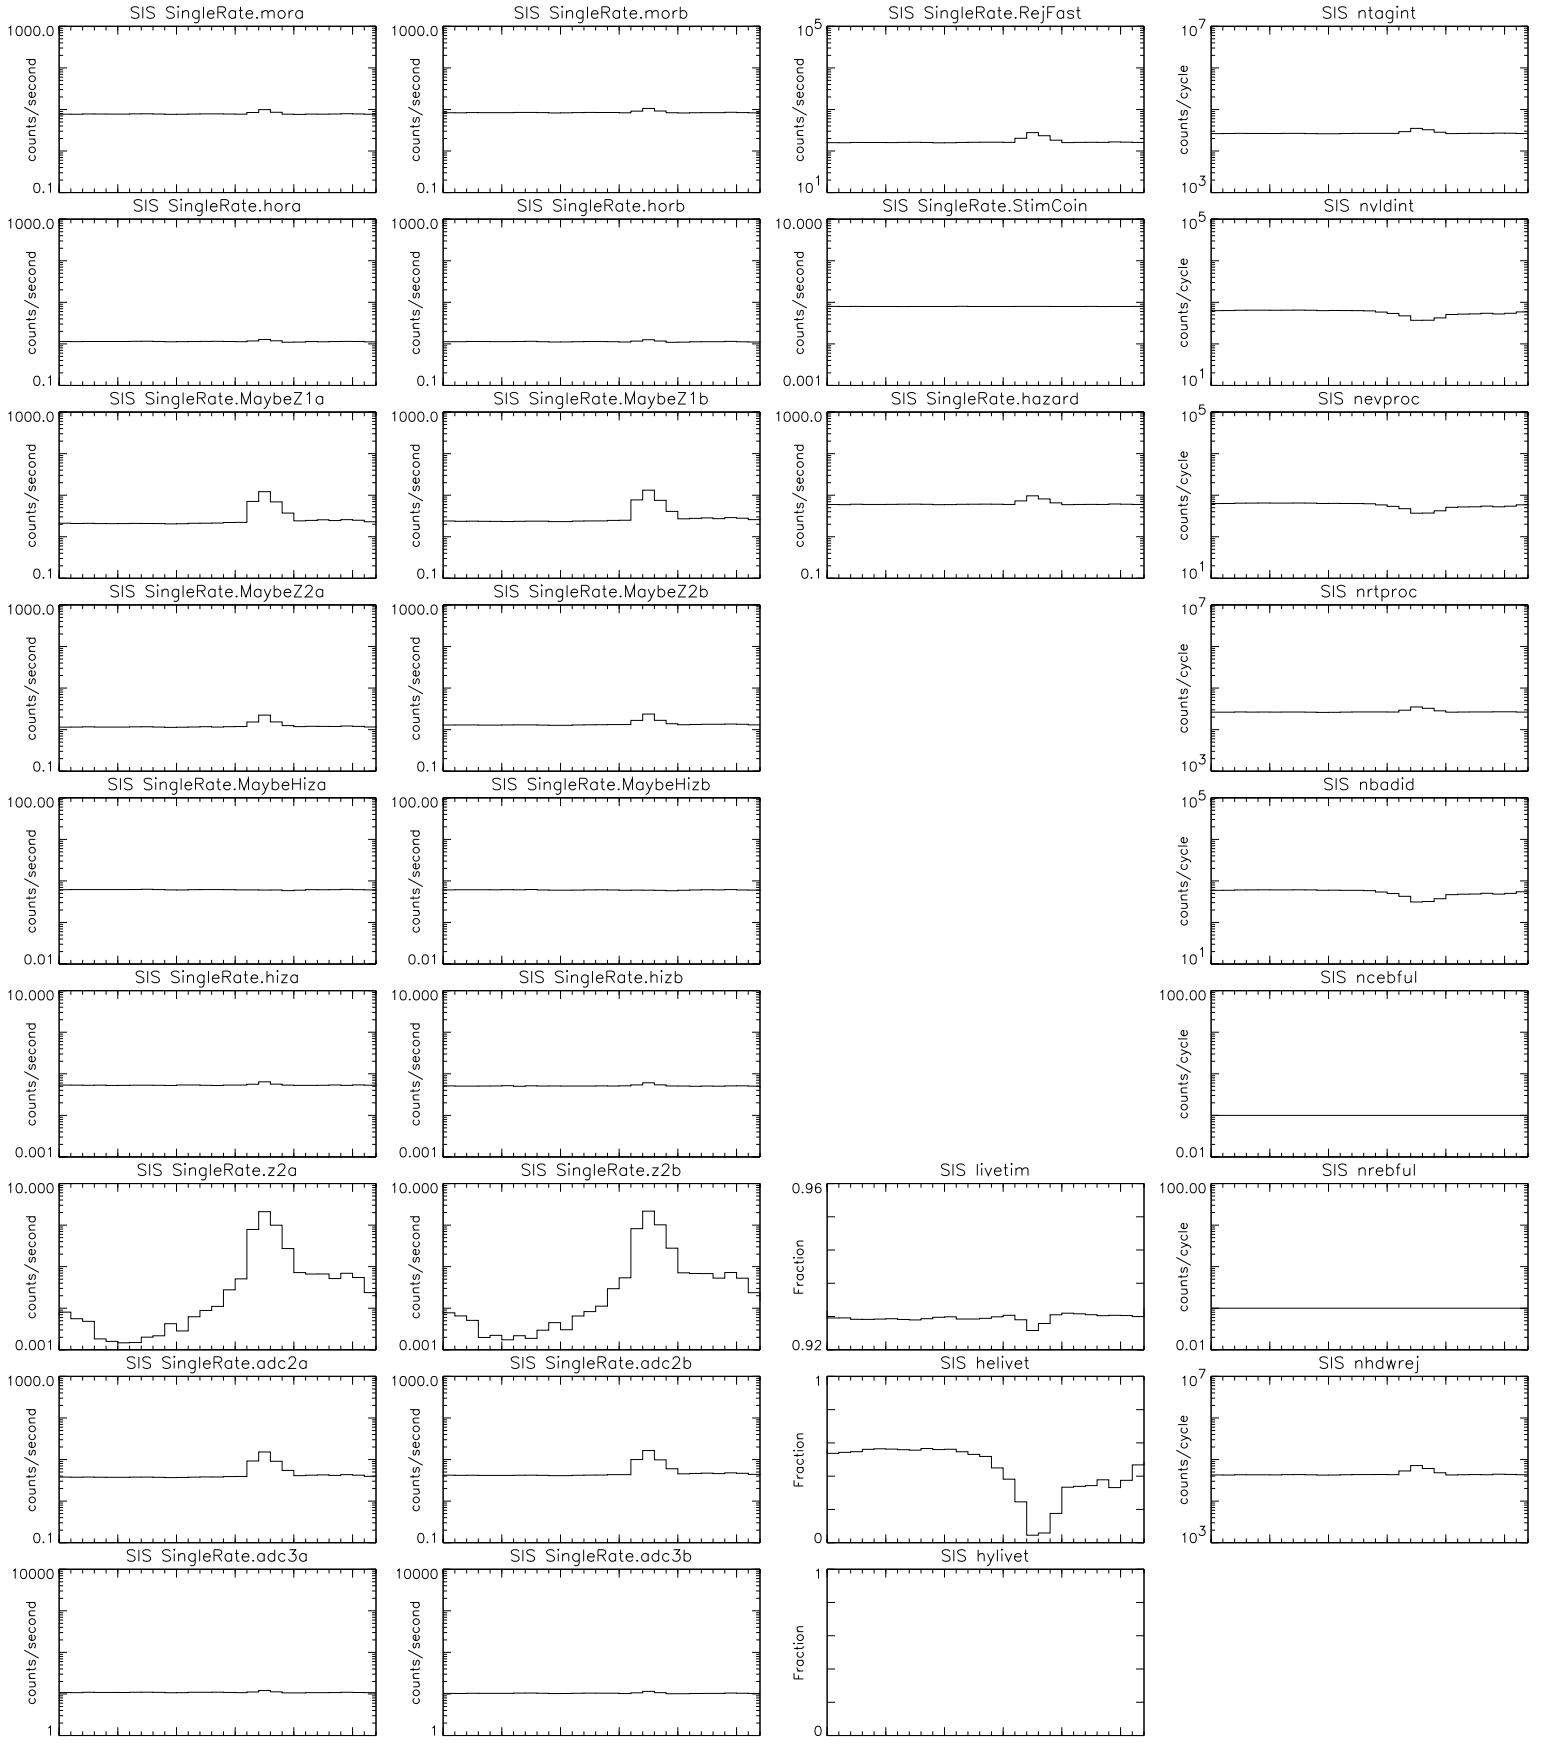 SIS SingleRate.mora
1000.0
counts/second
0.1
SIS SingleRate.morb
1000.0
counts/second
0.1
SIS SingleRate.RejFast
10^5
counts/second
10^1
SIS ntagint
10^7
counts/cycle
10^3
SIS SingleRate.hora
1000.0
counts/second
0.1
SIS SingleRate.horb
1000.0
counts/second
0.1
SIS SingleRate.StimCoin
10.000
counts/second
0.001
SIS nvldint
10^5
counts/cycle
10^1
SIS SingleRate.MaybeZ1a
1000.0
counts/second
0.1
SIS SingleRate.MaybeZ1b
1000.0
counts/second
0.1
SIS SingleRate.hazard
1000.0
counts/second
0.1
SIS nevproc
10^5
counts/cycle
10^1
SIS SingleRate.MaybeZ2a
1000.0
counts/second
0.1
SIS SingleRate.MaybeZ2b
1000.0
counts/second
0.1
SIS nrtproc
10^7
counts/cycle
10^3
SIS SingleRate.MaybeHiza
100.00
counts/second
0.01
SIS SingleRate.MaybeHizb
100.00
counts/second
0.01
SIS nbadid
10^5
counts/cycle
10^1
SIS SingleRate.hiza
10.000
counts/second
0.001
SIS SingleRate.hizb
10.000
counts/second
0.001
SIS ncebful
100.00
counts/cycle
0.01
SIS SingleRate.z2a
10.000
counts/second
0.001
SIS SingleRate.z2b
10.000
counts/second
0.001
SIS livetim
0.96
Fraction
0.92
SIS nrebful
100.00
counts/cycle
0.01
SIS SingleRate.adc2a
1000.0
counts/second
0.1
SIS SingleRate.adc2b
1000.0
counts/second
0.1
SIS helivet
1
Fraction
0
SIS nhdwrej
10^7
counts/cycle
10^3
SIS SingleRate.adc3a
10000
counts/second
1
SIS SingleRate.adc3b
10000
counts/second
1
SIS hylivet
1
Fraction
0